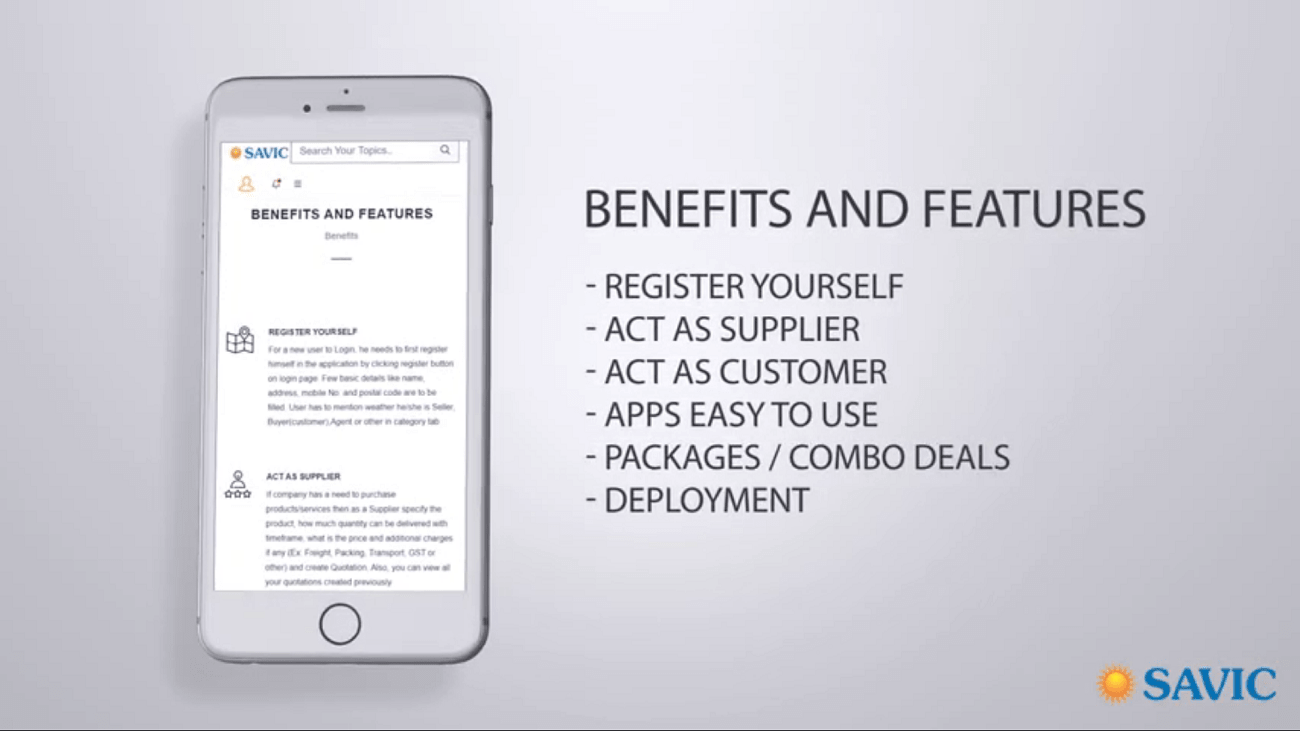 SAVIC
Search Your Topics..
BENEFITS AND FEATURES
Benefits
REGISTER YOURSELF
For a new user to Login, he needs to first register
himself in the application by clicking register button
on login page. Few basic details like name,
address, mobile No. and postal code are to be
filled. User has to mention weather he/she is Seller,
Buyer(customer),Agent or other in category tab
ACT AS SUPPLIER
If company has a need to purchase
products/services then as a Supplier specify the
product, how much quantity can be delivered with
timeframe, what is the price and additional charges
if any (Ex: Freight, Packing, Transport, GST or
other) and create Quotation. Also, you can view all
your quotations created previously
BENEFITS AND FEATURES
- REGISTER YOURSELF
- ACT AS SUPPLIER
- ACT AS CUSTOMER
- APPS EASY TO USE
- PACKAGES / COMBO DEALS
- DEPLOYMENT
SAVIC